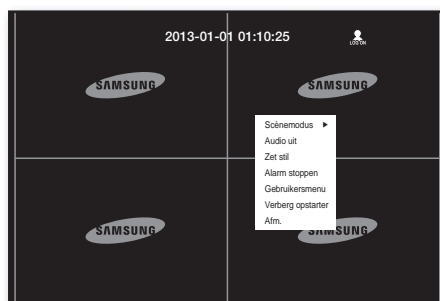 2013-01-01 01:10:25
LOG ON
SAMSUNG
SAMSUNG
Scènemodus
Audio uit
Zet stil
Alarm stoppen
Gebruikersmenu
Verberg opstarter
Afm.
SAMSUNG
SAMSUNG